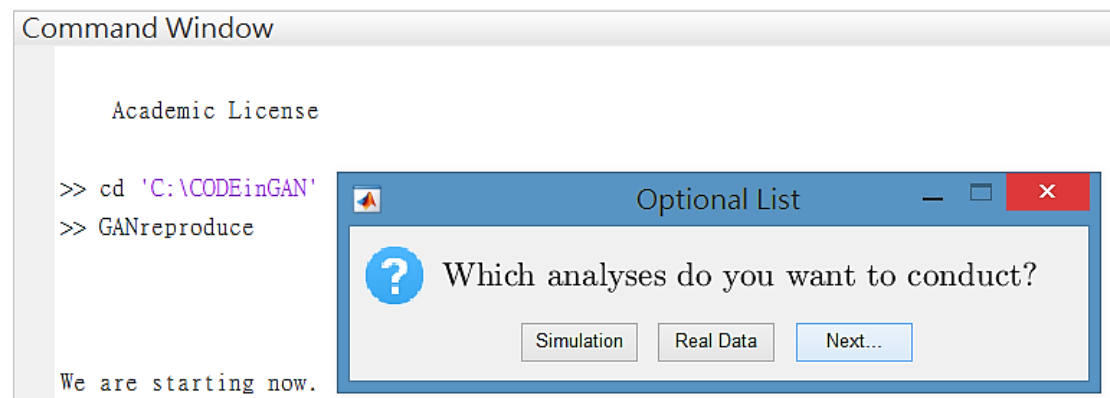 Command Window
Academic License
>> cd 'C:\CODEinGAN'
>> GANreproduce
Optional List
Which analyses do you want to conduct?
Simulation
Real Data
Next...
We are starting now.